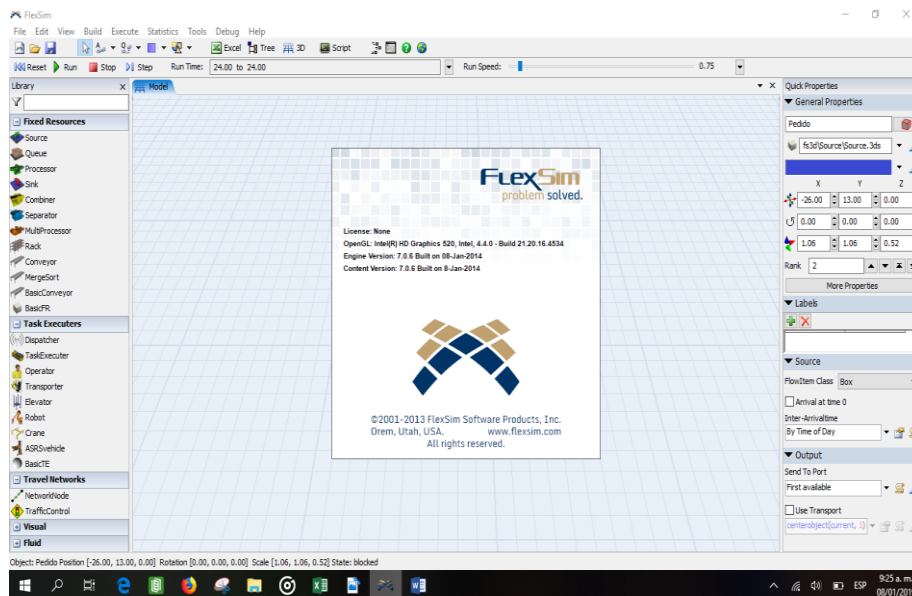 FlexSim
File Edit View Build Execute Statistics Tools Debug Help
Excel Tree 3D Script
Reset Run Stop Step Run Time: 24.00 to 24.00 Run Speed: 0.75
Library
Model
Quick Properties
Fixed Resources
Source
Queue
Processor
Sink
Combiner
Separator
MultiProcessor
Rack
Conveyor
MergeSort
BasicConveyor
BasicFR
Task Executers
Dispatcher
TaskExecuter
Operator
Transporter
Elevator
Robot
Crane
ASRSvehicle
BasicTE
Travel Networks
NetworkNode
TrafficControl
Visual
Fluid
FLEXSIM
problem solved.
License: None
OpenGL: Intel(R) HD Graphics 520, Intel, 4.4.0 - Build 21.20.16.4534
Engine Version: 7.0.6 Built on 08-Jan-2014
Content Version: 7.0.6 Built on 8-Jan-2014
©2001-2013 FlexSim Software Products, Inc.
Orem, Utah, USA. www.flexsim.com
All rights reserved.
General Properties
Pedido
fs3d\Source\Source.3ds
X Y Z
-26.00 13.00 0.00
0.00 0.00 0.00
1.06 1.06 0.52
Rank 2
More Properties
Labels
Source
FlowItem Class Box
Arrival at time 0
Inter-Arrivaltime
By Time of Day
Output
Send To Port
First available
Use Transport
centerobject(current, 1)
Object: Pedido Position [-26.00, 13.00, 0.00] Rotation [0.00, 0.00, 0.00] Scale [1.06, 1.06, 0.52] State: blocked
ESP
9:25 a. m.